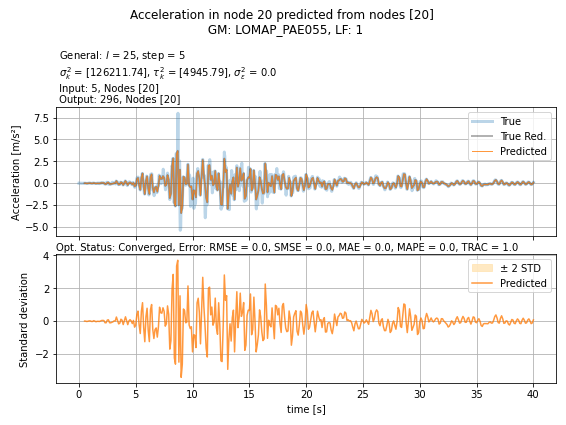 Acceleration in node 20 predicted from nodes [20]
GM: LOMAP_PAE055, LF: 1
General: l = 25, step = 5
σ²ₖ = [126211.74], τ²ₖ = [4945.79], σ²ε = 0.0
Input: 5, Nodes [20]
Output: 296, Nodes [20]
Acceleration [m/s²]
7.5
5.0
2.5
0.0
−2.5
−5.0
True
True Red.
Predicted
Opt. Status: Converged, Error: RMSE = 0.0, SMSE = 0.0, MAE = 0.0, MAPE = 0.0, TRAC = 1.0
Standard deviation
4
2
0
−2
± 2 STD
Predicted
0 5 10 15 20 25 30 35 40
time [s]